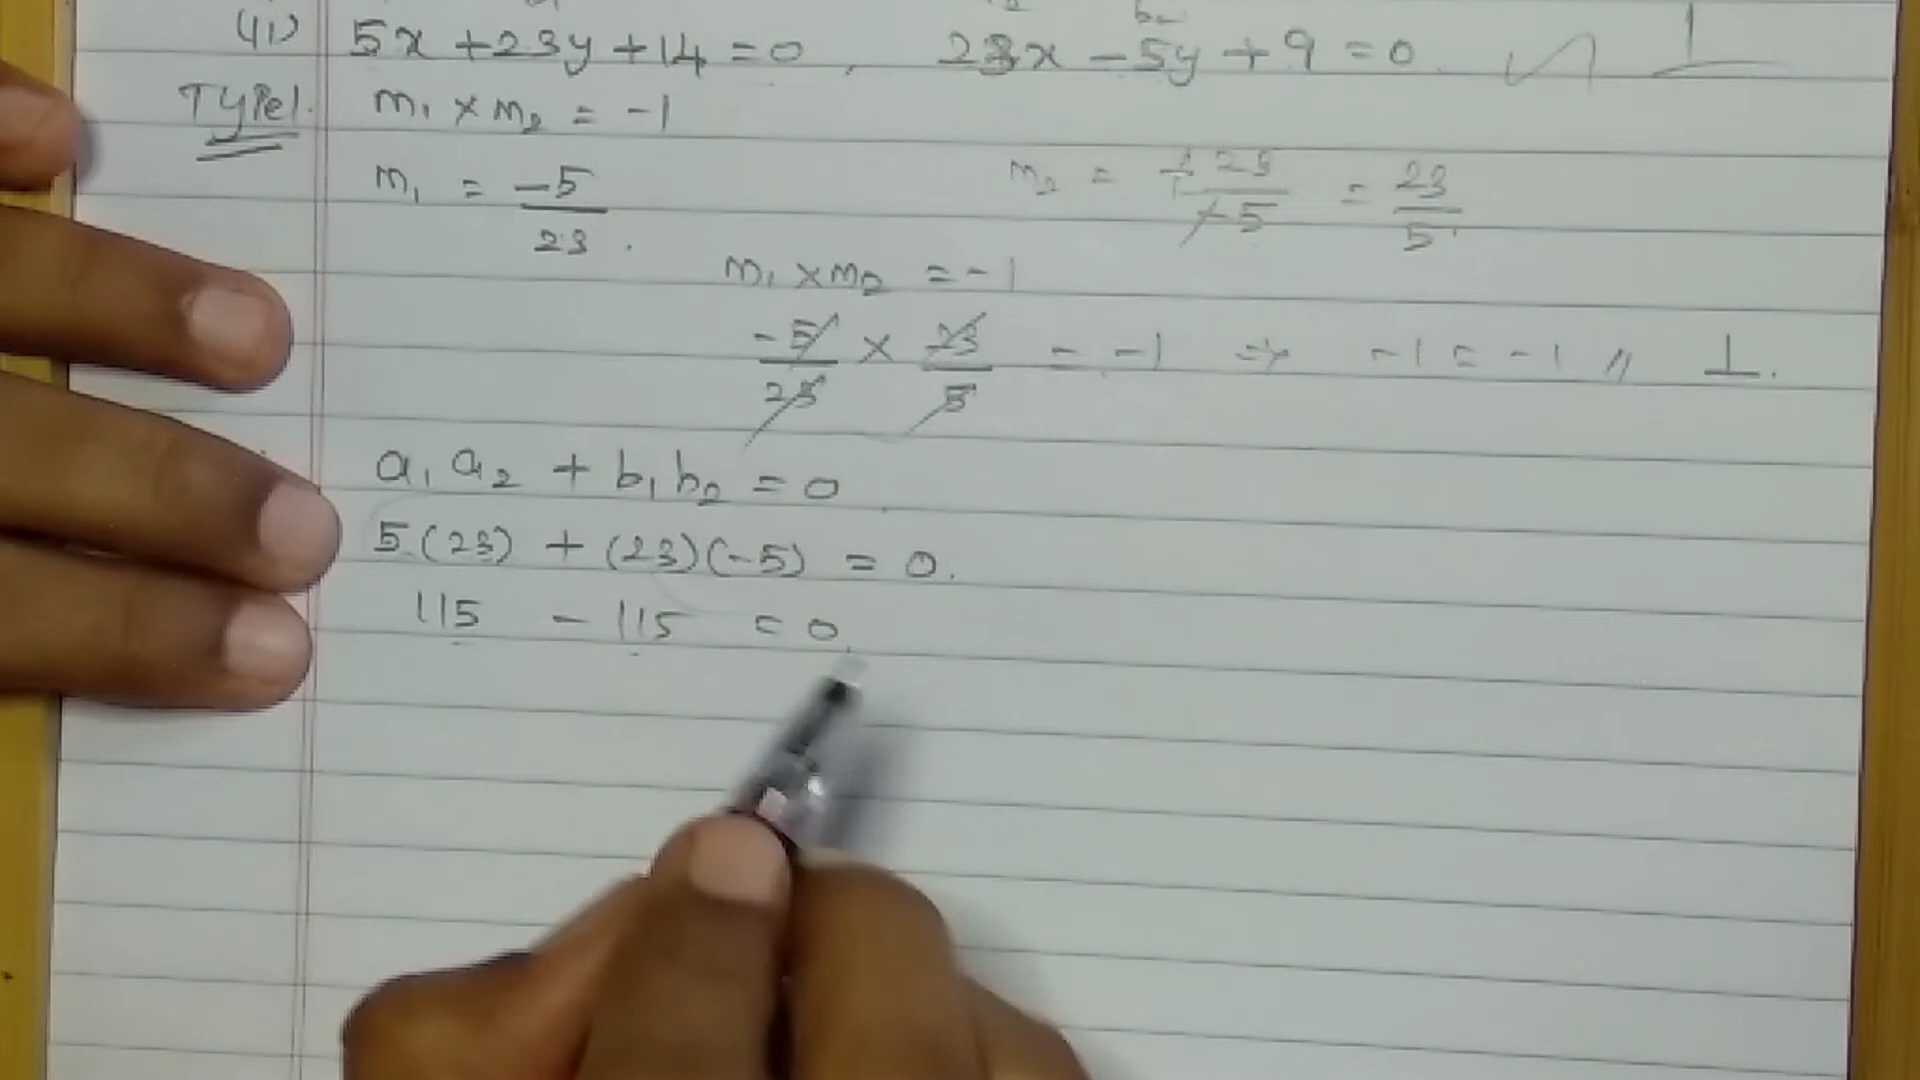 (ii) 5x + 23y + 14 = 0, 23x - 5y + 9 = 0 ⊥
TYPe1. m₁ × m₂ = -1
m₁ = -5/23. m₂ = +23/+5 = 23/5
m₁ × m₂ = -1
-5/23 × 23/5 = -1 ⇒ -1 = -1 // ⊥.
a₁a₂ + b₁b₂ = 0
5(23) + (23)(-5) = 0.
115 - 115 = 0